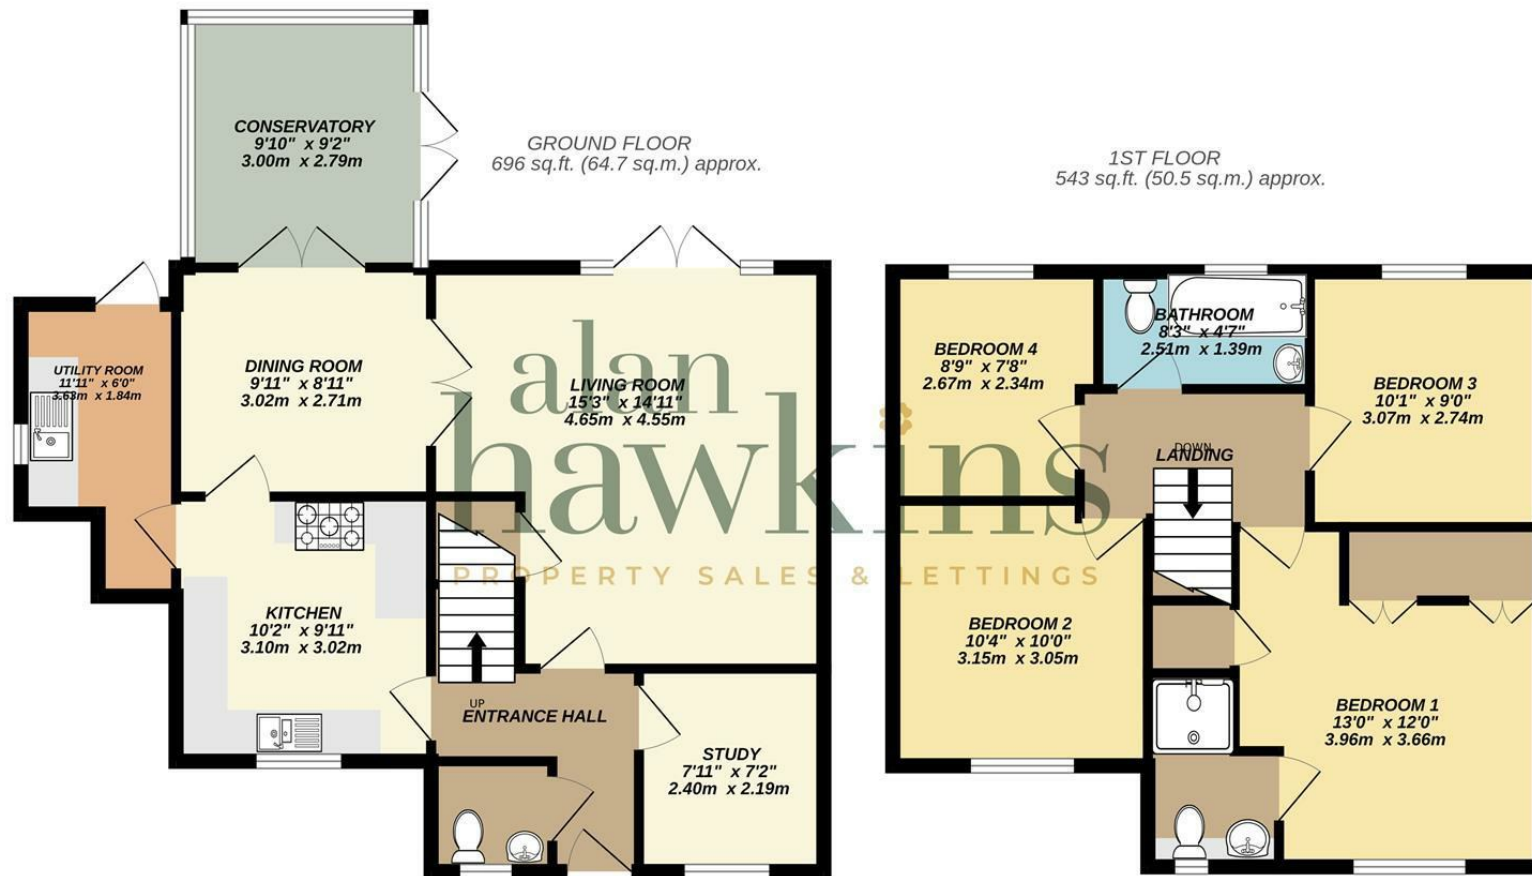 CONSERVATORY
9'10" x 9'2"
3.00m x 2.79m
GROUND FLOOR
696 sq.ft. (64.7 sq.m.) approx.
1ST FLOOR
543 sq.ft. (50.5 sq.m.) approx.
UTILITY ROOM
11'11" x 6'0"
3.63m x 1.84m
DINING ROOM
9'11" x 8'11"
3.02m x 2.71m
LIVING ROOM
15'3" x 14'11"
4.65m x 4.55m
BEDROOM 4
8'9" x 7'8"
2.67m x 2.34m
BATHROOM
8'3" x 4'7"
2.51m x 1.39m
BEDROOM 3
10'1" x 9'0"
3.07m x 2.74m
alan
hawkins
PROPERTY SALES & LETTINGS
DOWN
LANDING
KITCHEN
10'2" x 9'11"
3.10m x 3.02m
UP
ENTRANCE HALL
STUDY
7'11" x 7'2"
2.40m x 2.19m
BEDROOM 2
10'4" x 10'0"
3.15m x 3.05m
BEDROOM 1
13'0" x 12'0"
3.96m x 3.66m